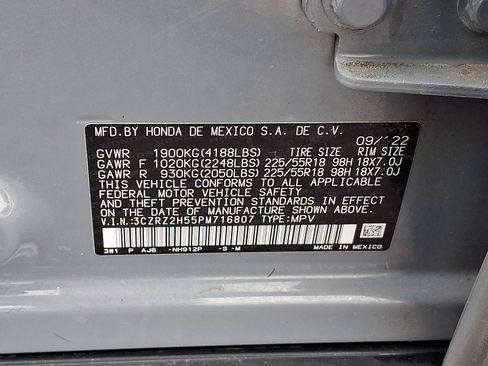 MFD.BY HONDA DE MEXICO S.A. DE C.V.
09/'22
GVWR 1900KG(4188LBS) TIRE SIZE RIM SIZE
GAWR F 1020KG(2248LBS) 225/55R18 98H 18X7.0J
GAWR R 930KG(2050LBS) 225/55R18 98H 18X7.0J
THIS VEHICLE CONFORMS TO ALL APPLICABLE
FEDERAL MOTOR VEHICLE SAFETY
AND THEFT PREVENTION STANDARDS IN EFFECT
ON THE DATE OF MANUFACTURE SHOWN ABOVE.
V.I.N:3CZRZ2H55PM716807 TYPE:MPV
3W1 P AJ6 -NH912P -S -M MADE IN MEXICO